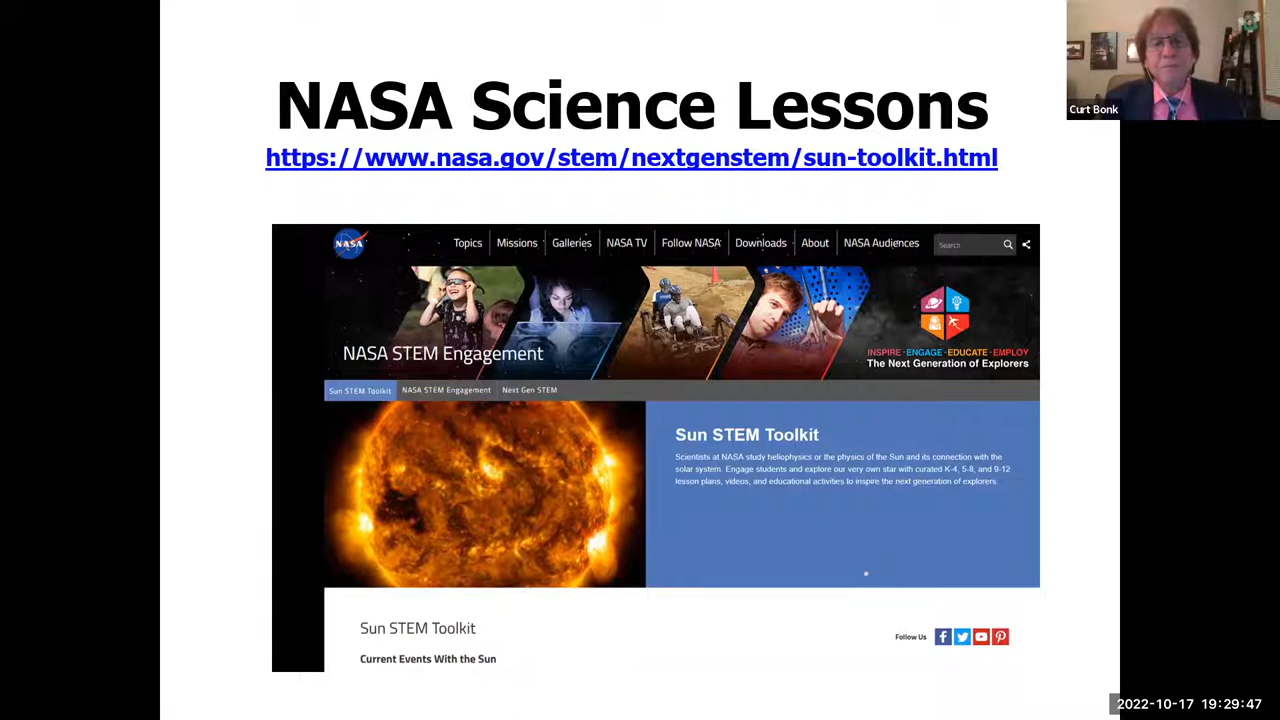 NASA Science Lessons
https://www.nasa.gov/stem/nextgenstem/sun-toolkit.html
Curt Bonk
NASA
Topics
Missions
Galleries
NASA TV
Follow NASA
Downloads
About
NASA Audiences
Search
NASA STEM Engagement
INSPIRE · ENGAGE · EDUCATE · EMPLOY
The Next Generation of Explorers
Sun STEM Toolkit
NASA STEM Engagement
Next Gen STEM
Sun STEM Toolkit
Scientists at NASA study heliophysics or the physics of the Sun and its connection with the
solar system. Engage students and explore our very own star with curated K-4, 5-8, and 9-12
lesson plans, videos, and educational activities to inspire the next generation of explorers.
Sun STEM Toolkit
Follow Us
Current Events With the Sun
2022-10-17 19:29:47